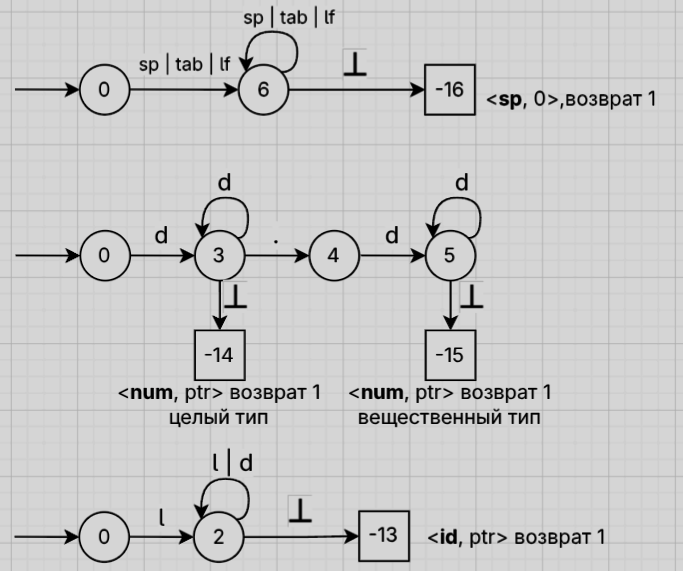 sp | tab | lf
sp | tab | lf
⊥
0
6
-16
<sp, 0>,возврат 1
d
d
d
.
d
0
3
4
5
⊥
⊥
-14
-15
<num, ptr> возврат 1
целый тип
<num, ptr> возврат 1
вещественный тип
l | d
l
⊥
0
2
-13
<id, ptr> возврат 1